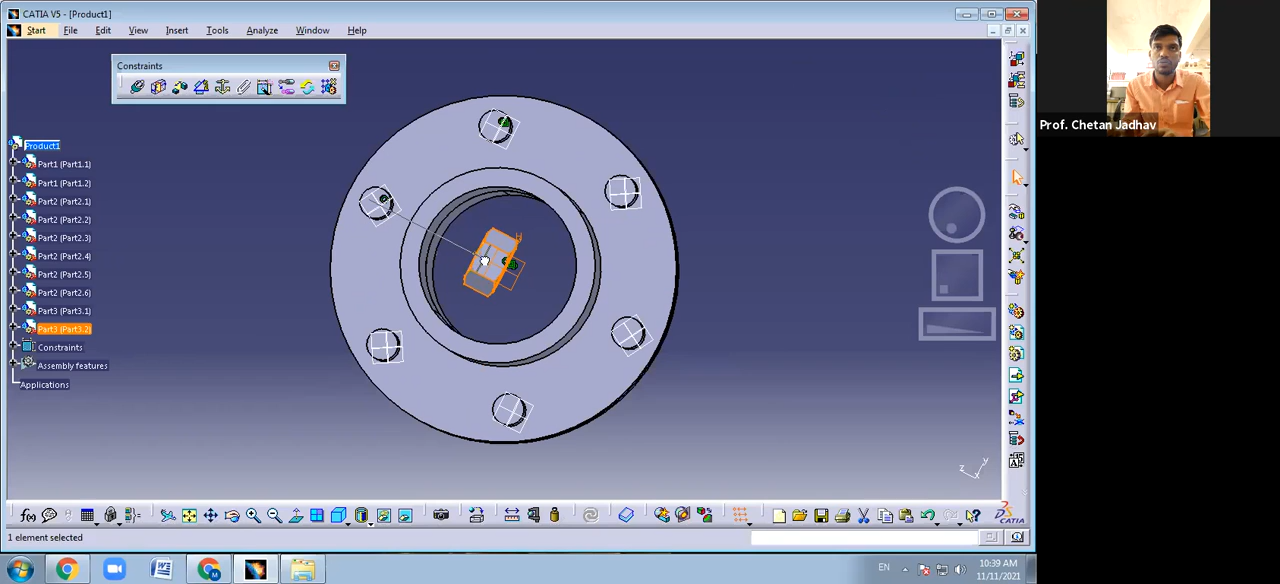 CATIA V5 - [Product1]
Start File Edit View Insert Tools Analyze Window Help
Constraints
Prof. Chetan Jadhav
Product1
Part1 (Part1.1)
Part1 (Part1.2)
Part2 (Part2.1)
Part2 (Part2.2)
Part2 (Part2.3)
Part2 (Part2.4)
Part2 (Part2.5)
Part2 (Part2.6)
Part3 (Part3.1)
Part3 (Part3.2)
Constraints
Assembly features
Applications
H
z y x
f(x)
CATIA
1 element selected
EN
10:39 AM
11/11/2021